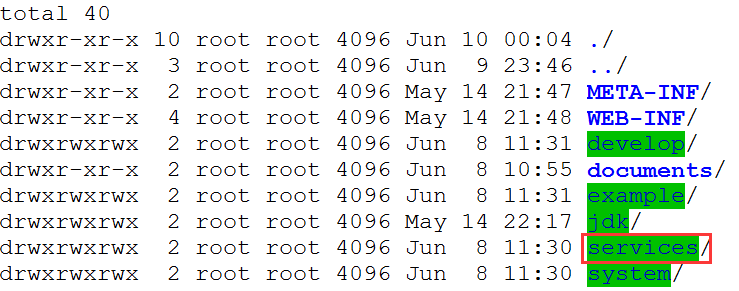 total 40
drwxr-xr-x 10 root root 4096 Jun 10 00:04 ./
drwxr-xr-x  3 root root 4096 Jun  9 23:46 ../
drwxr-xr-x  2 root root 4096 May 14 21:47 META-INF/
drwxr-xr-x  4 root root 4096 May 14 21:48 WEB-INF/
drwxrwxrwx  2 root root 4096 Jun  8 11:31 develop/
drwxr-xr-x  2 root root 4096 Jun  8 10:55 documents/
drwxrwxrwx  2 root root 4096 Jun  8 11:31 example/
drwxrwxrwx  2 root root 4096 May 14 22:17 jdk/
drwxrwxrwx  2 root root 4096 Jun  8 11:30 services/
drwxrwxrwx  2 root root 4096 Jun  8 11:30 system/